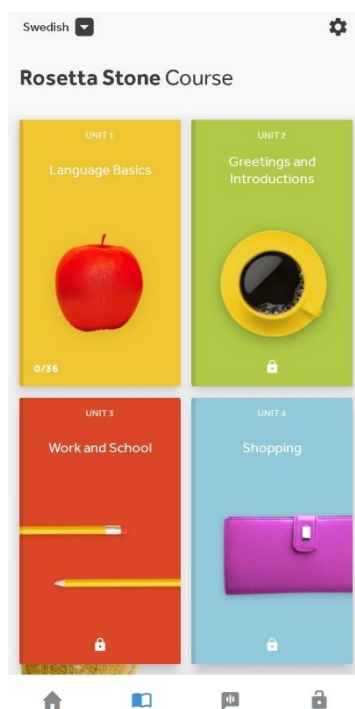 Swedish
Rosetta Stone Course
UNIT 1
Language Basics
0/36
UNIT 2
Greetings and
Introductions
UNIT 3
Work and School
UNIT 4
Shopping